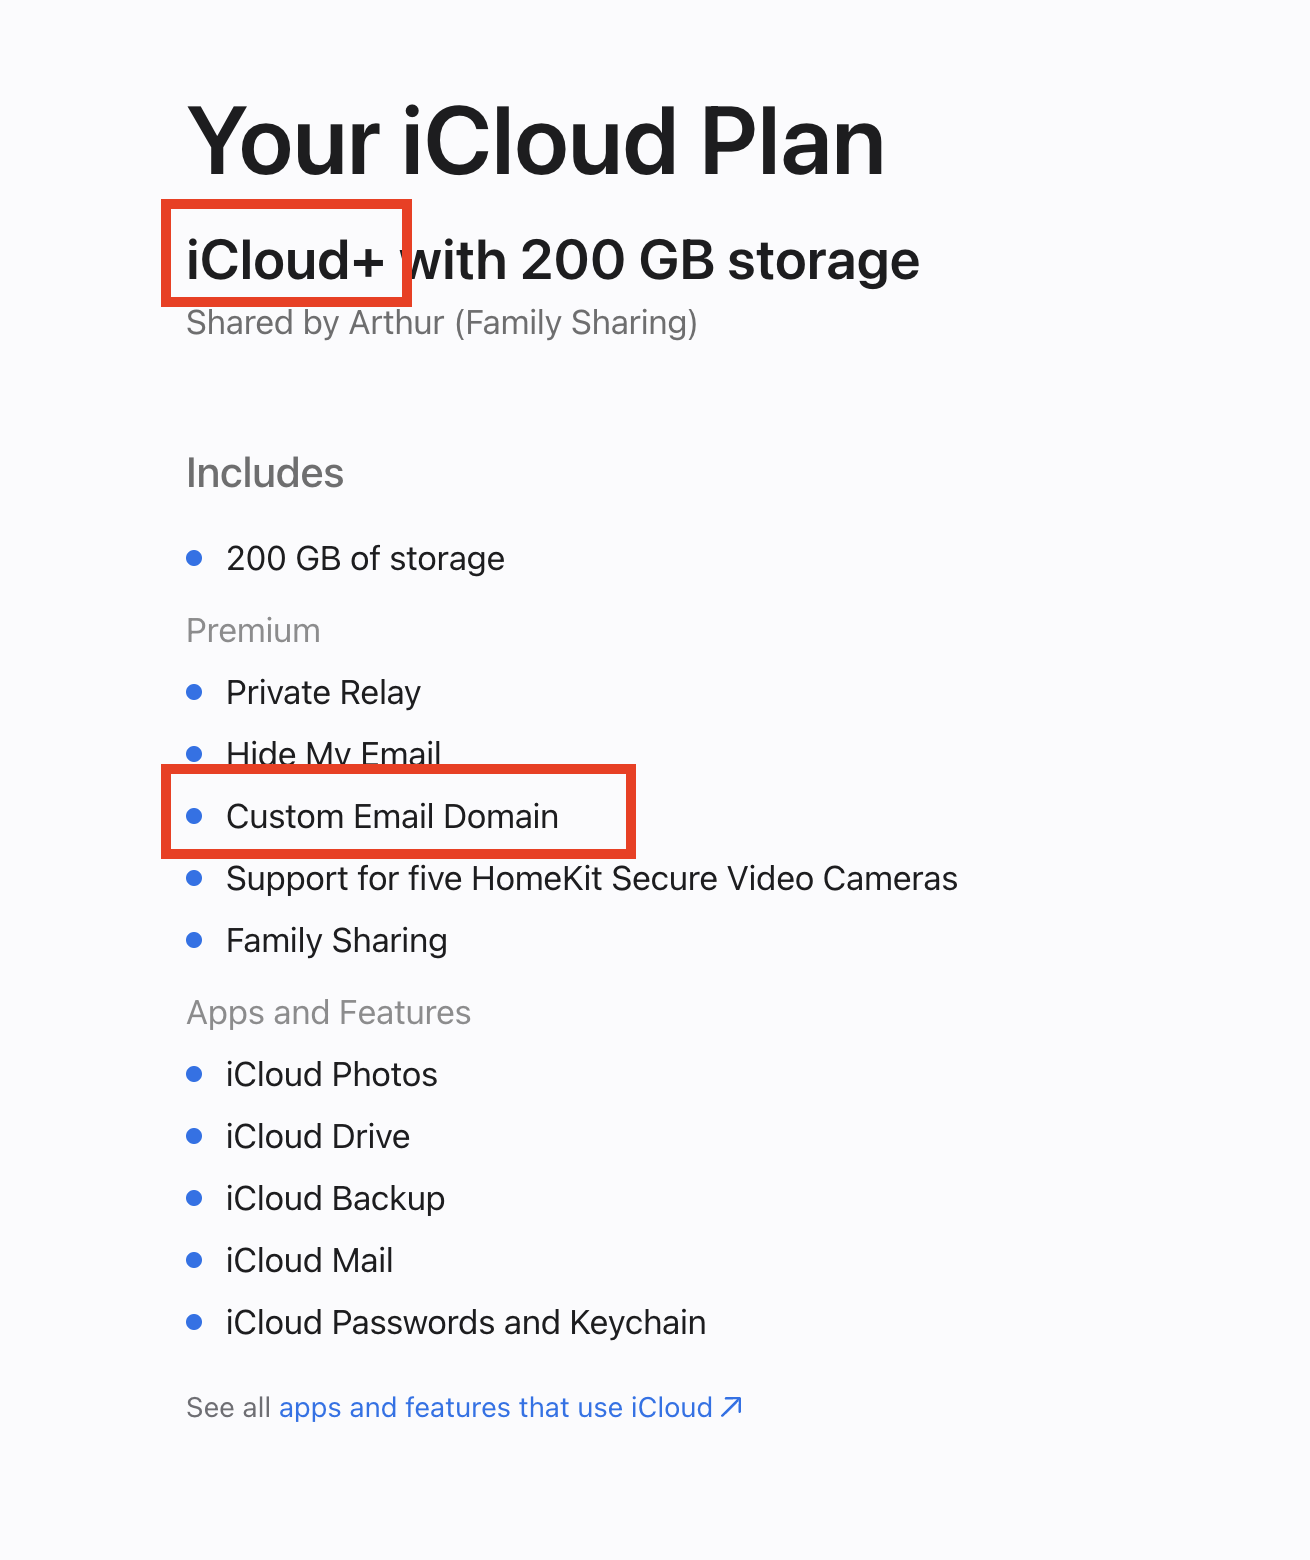 Your iCloud Plan
iCloud+ with 200 GB storage
Shared by Arthur (Family Sharing)
Includes
200 GB of storage
Premium
Private Relay
Hide My Email
Custom Email Domain
Support for five HomeKit Secure Video Cameras
Family Sharing
Apps and Features
iCloud Photos
iCloud Drive
iCloud Backup
iCloud Mail
iCloud Passwords and Keychain
See all apps and features that use iCloud